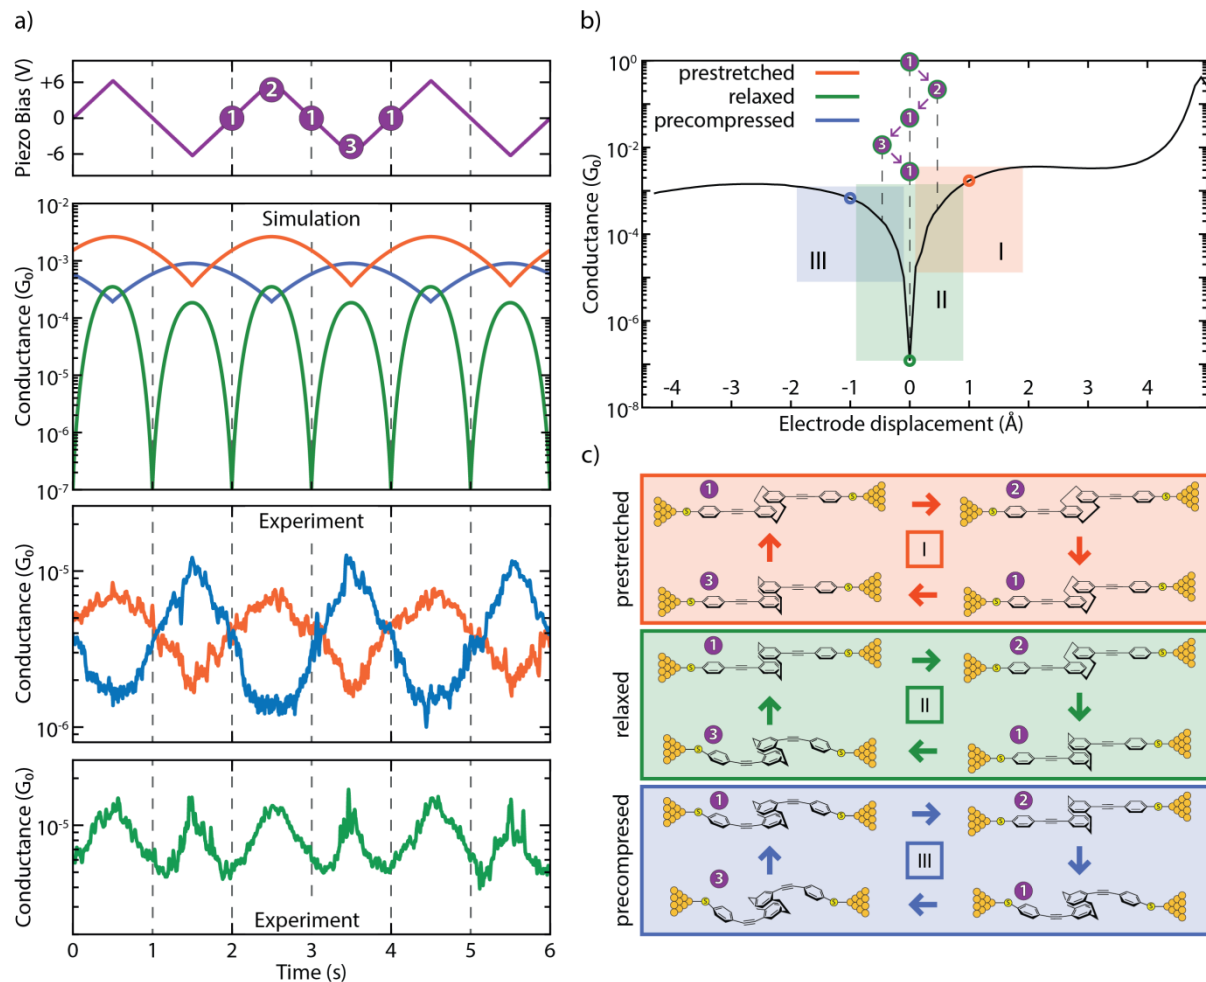 a)
Piezo Bias (V)
+6
0
-6
1
2
1
3
1
Conductance (G₀)
10⁻²
10⁻³
10⁻⁴
10⁻⁵
10⁻⁶
10⁻⁷
Simulation
Conductance (G₀)
10⁻⁵
10⁻⁶
Experiment
Conductance (G₀)
10⁻⁵
Experiment
0 1 2 3 4 5 6
Time (s)
b)
Conductance (G₀)
10⁰
10⁻²
10⁻⁴
10⁻⁶
10⁻⁸
prestretched
relaxed
precompressed
1
2
1
3
1
III
II
I
-4 -3 -2 -1 0 1 2 3 4
Electrode displacement (Å)
c)
prestretched
1
2
S S S S
I
3
1
S S S S
relaxed
1
2
S S S S
II
3
1
S S S S
precompresed
1
2
S S S S
III
3
1
S S S S